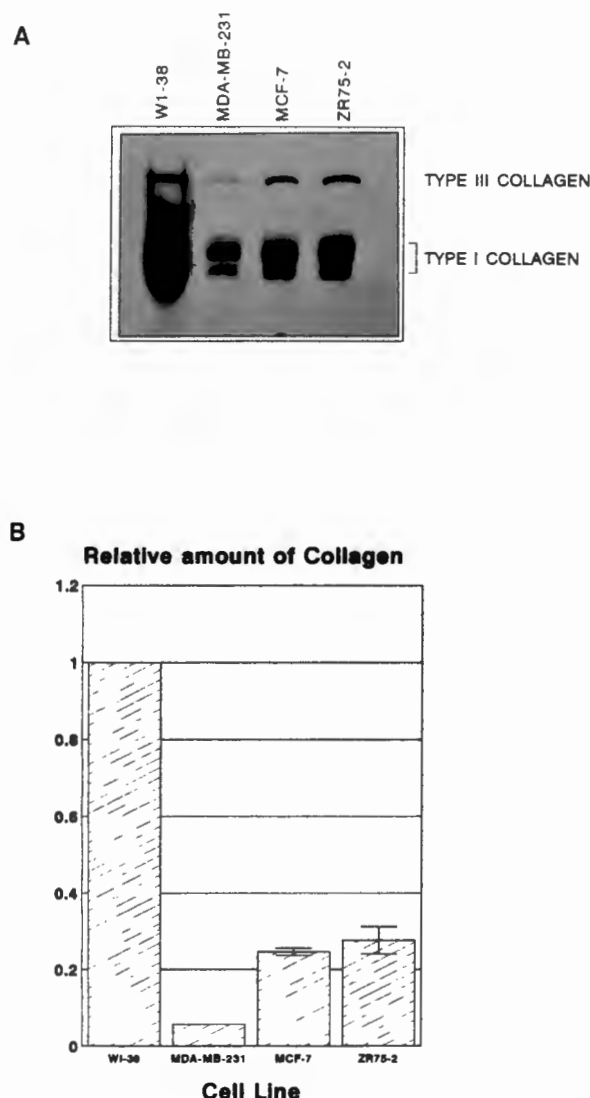 A
W1-38
MDA-MB-231
MCF-7
ZR75-2
TYPE III COLLAGEN
TYPE I COLLAGEN
B
Relative amount of Collagen
1.2
1
0.8
0.6
0.4
0.2
0
WI-38 MDA-MB-231 MCF-7 ZR75-2
Cell Line